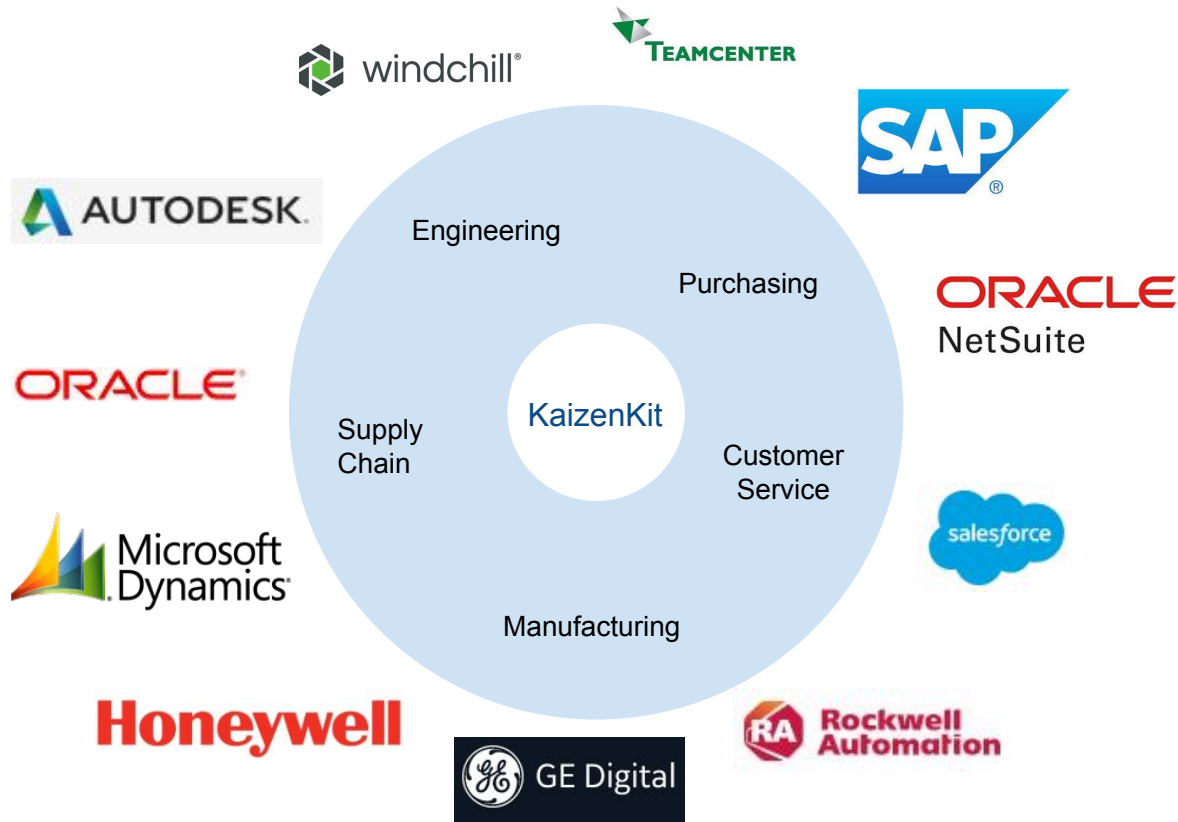 TEAMCENTER
windchill®
SAP
®
AUTODESK.
Engineering
Purchasing
ORACLE
NetSuite
ORACLE®
KaizenKit
Supply
Chain
Customer
Service
salesforce
Microsoft
Dynamics®
Manufacturing
Honeywell
RA
Rockwell
Automation
GE
GE Digital